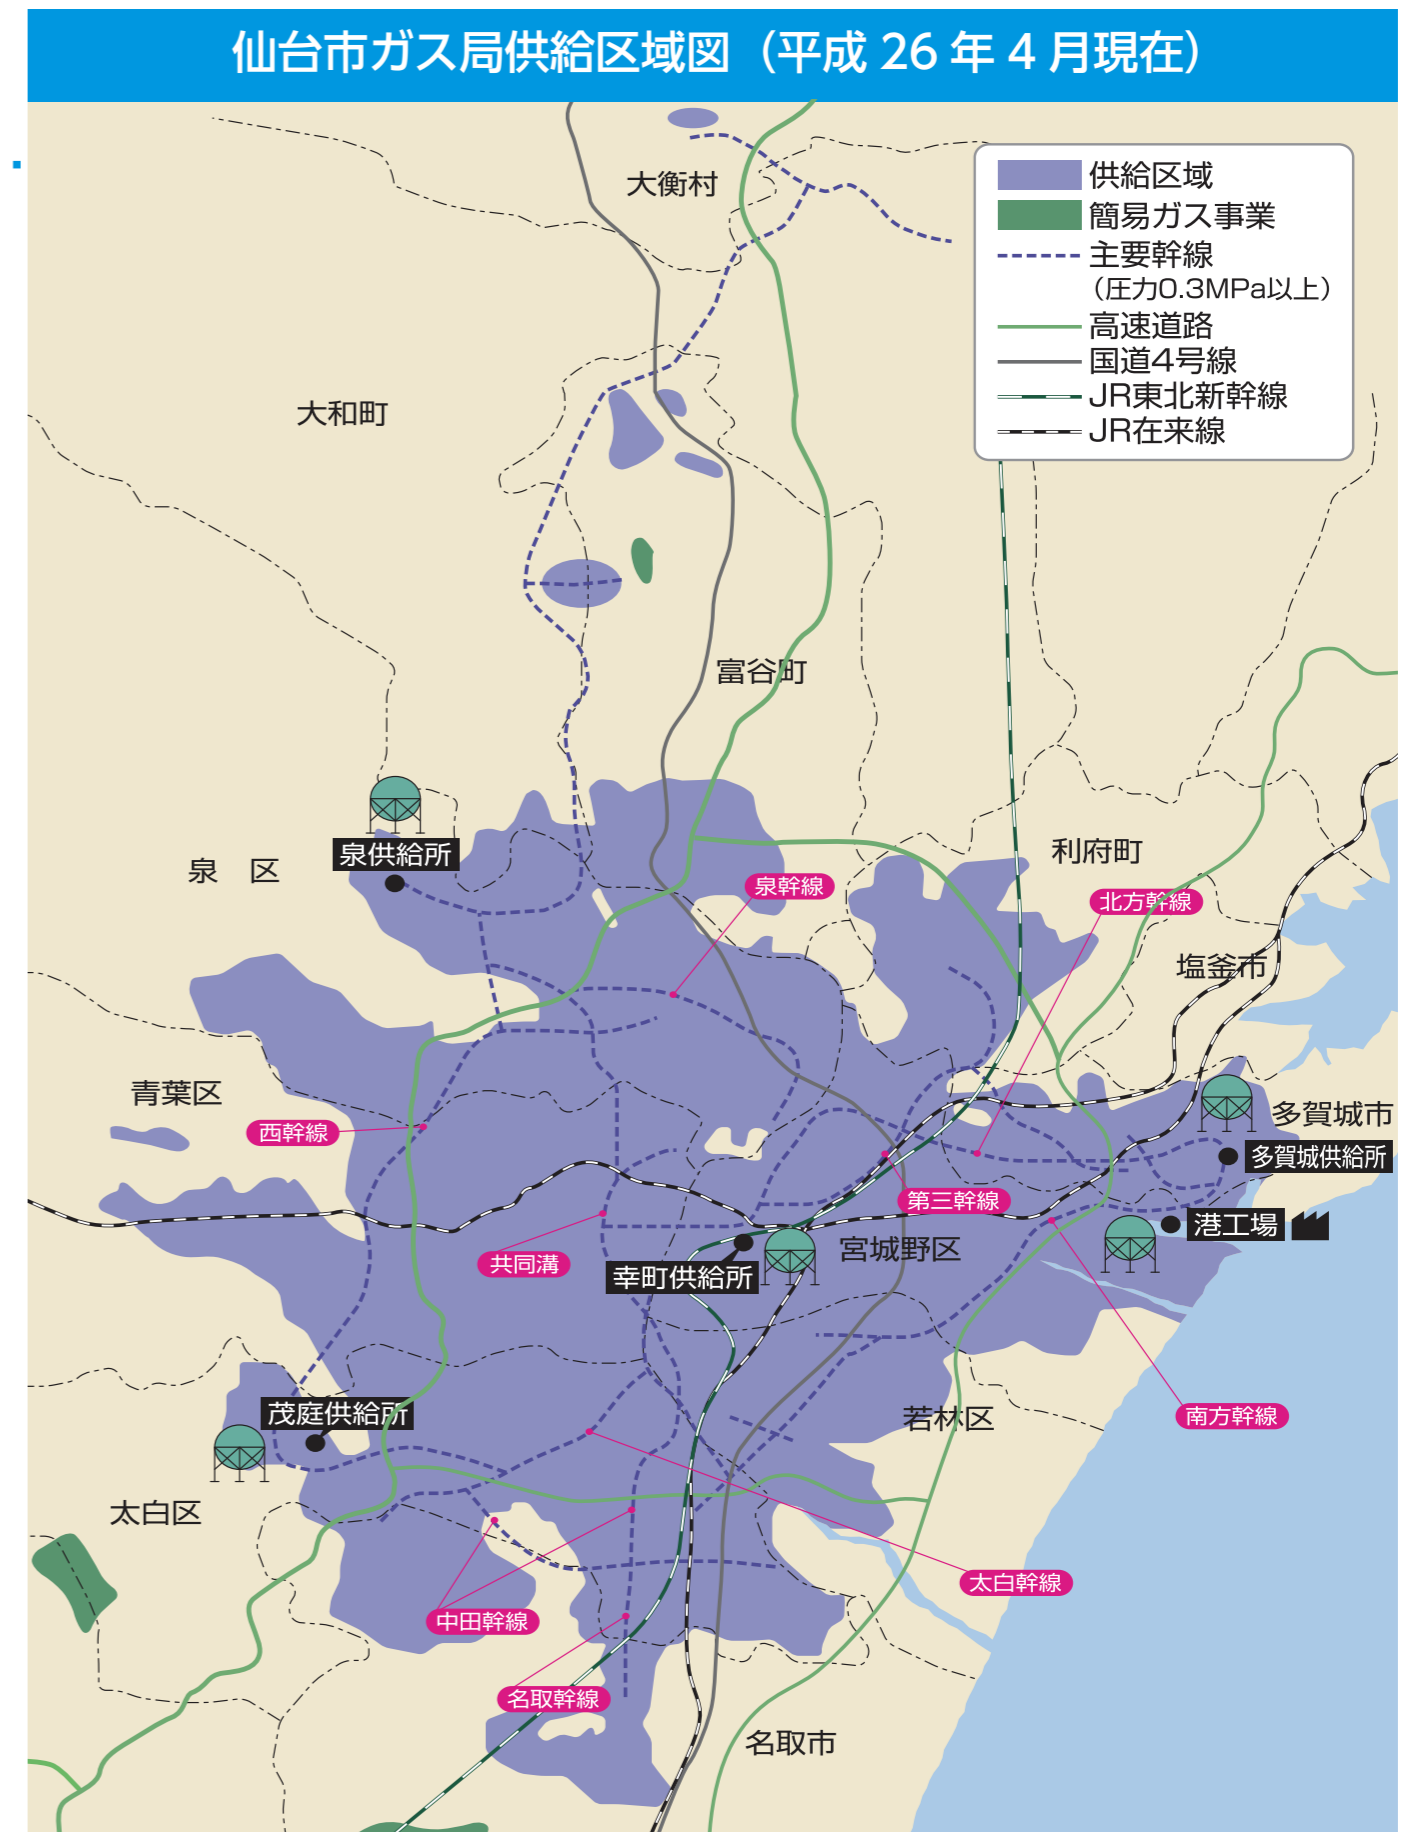 仙台市ガス局供給区域図（平成 26 年 4 月現在）
供給区域
簡易ガス事業
主要幹線
（圧力0.3MPa以上）
高速道路
国道4号線
JR東北新幹線
JR在来線
大衡村
大和町
富谷町
泉供給所
泉 区
利府町
泉幹線
北方幹線
塩釜市
青葉区
西幹線
多賀城市
多賀城供給所
第三幹線
港工場
宮城野区
共同溝
幸町供給所
茂庭供給所
若林区
南方幹線
太白区
太白幹線
中田幹線
名取幹線
名取市